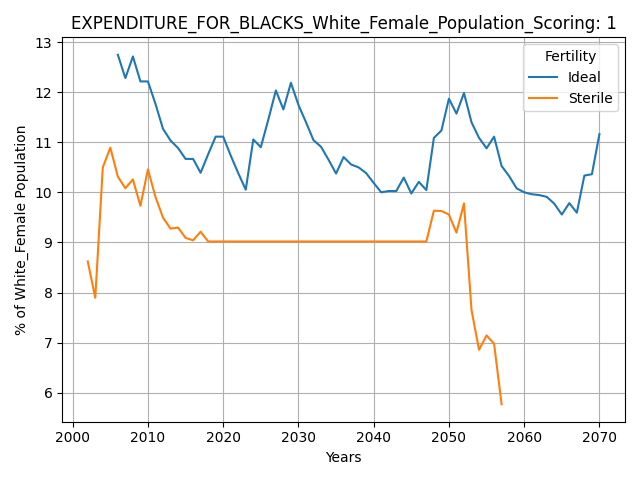 EXPENDITURE_FOR_BLACKS_White_Female_Population_Scoring: 1
Fertility
Ideal
Sterile
% of White_Female Population
13
12
11
10
9
8
7
6
2000 2010 2020 2030 2040 2050 2060 2070
Years